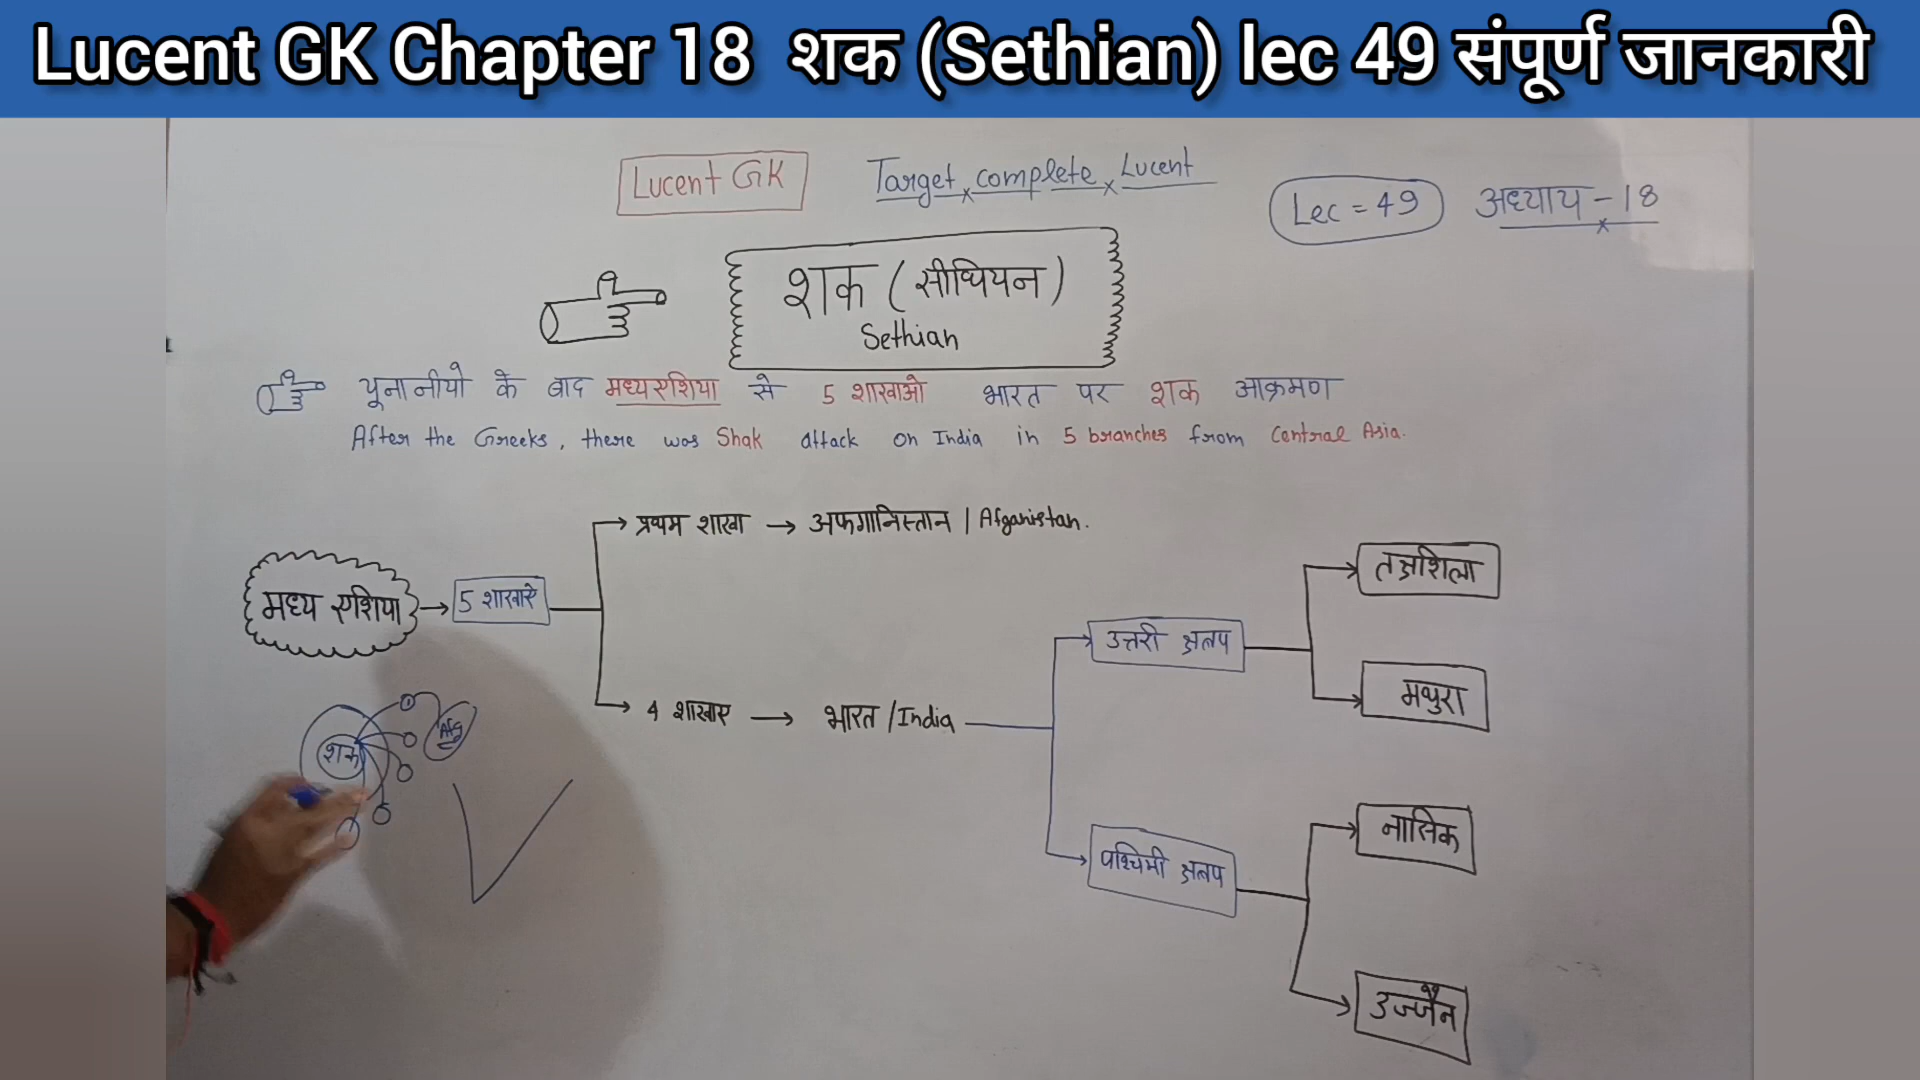 Lucent GK Chapter 18 शक (Sethian) lec 49 संपूर्ण जानकारी
Lucent GK
Target complete Lucent
Lec = 49
अध्याय - 18
शक (सीथियन)
Sethian
यूनानीयो के बाद मध्यएशिया से 5 शाखाओ भारत पर शक आक्रमण
After the Greeks, there was Shak attack on India in 5 branches from Central Asia.
प्रथम शाखा → अफगानिस्तान / Afganistan.
मध्य एशिया → 5 शाखाऐ
4 शाखाए → भारत / India
उत्तरी क्षत्रप
तक्षशिला
मथुरा
पश्चिमी क्षत्रप
नासिक
उज्जैन
शक
1
Afg